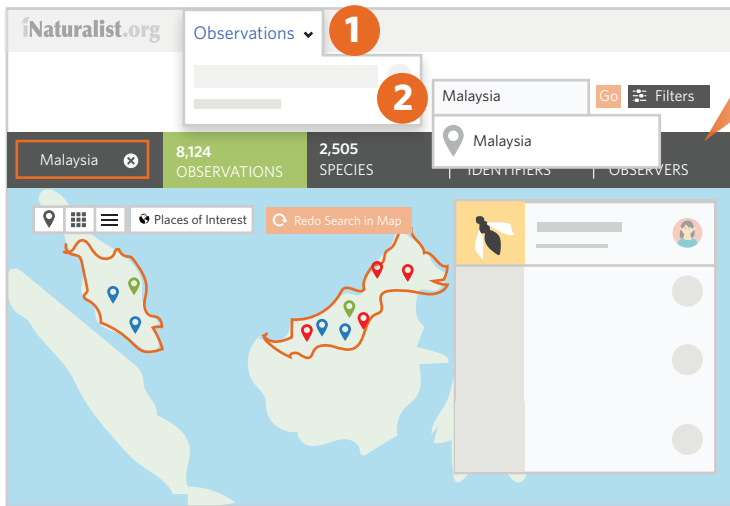 iNaturalist.org
Observations
1
2
Malaysia
Go
Filters
Malaysia
Malaysia
8,124
OBSERVATIONS
2,505
SPECIES
IDENTIFIERS
OBSERVERS
Places of Interest
Redo Search in Map